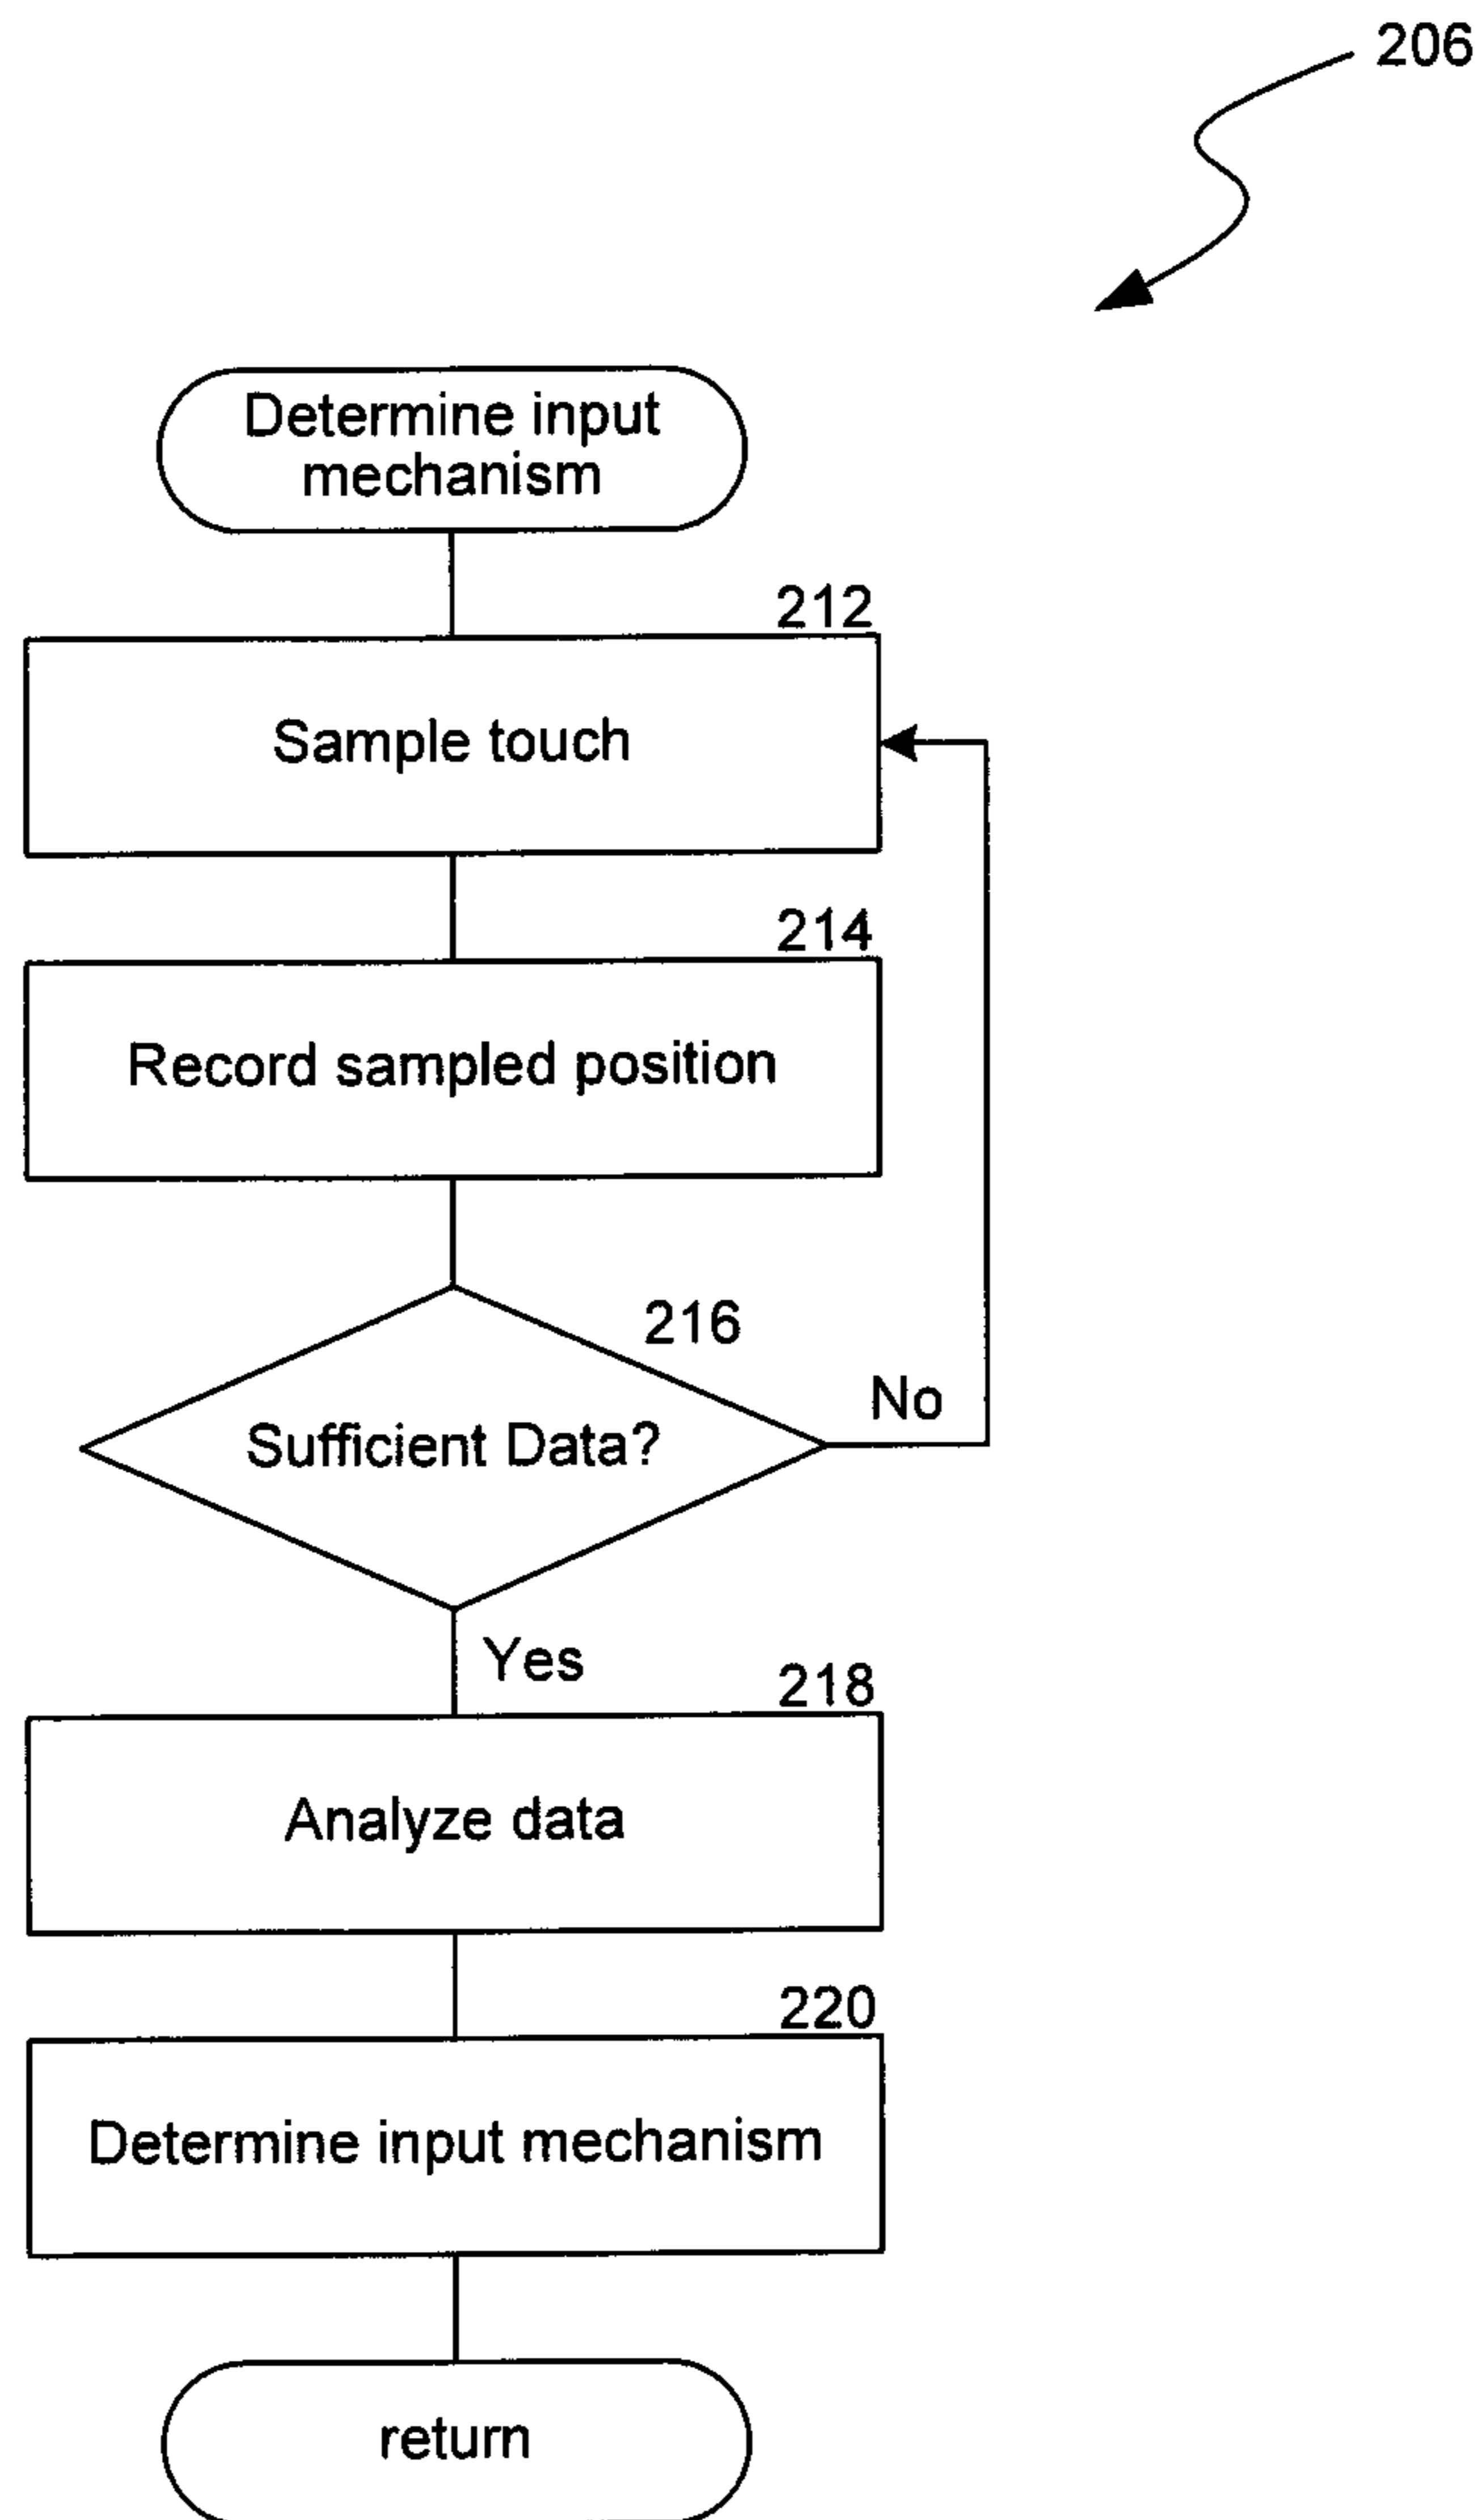 206
Determine input
mechanism
212
Sample touch
214
Record sampled position
216
Sufficient Data?
No
Yes
218
Analyze data
220
Determine input mechanism
return